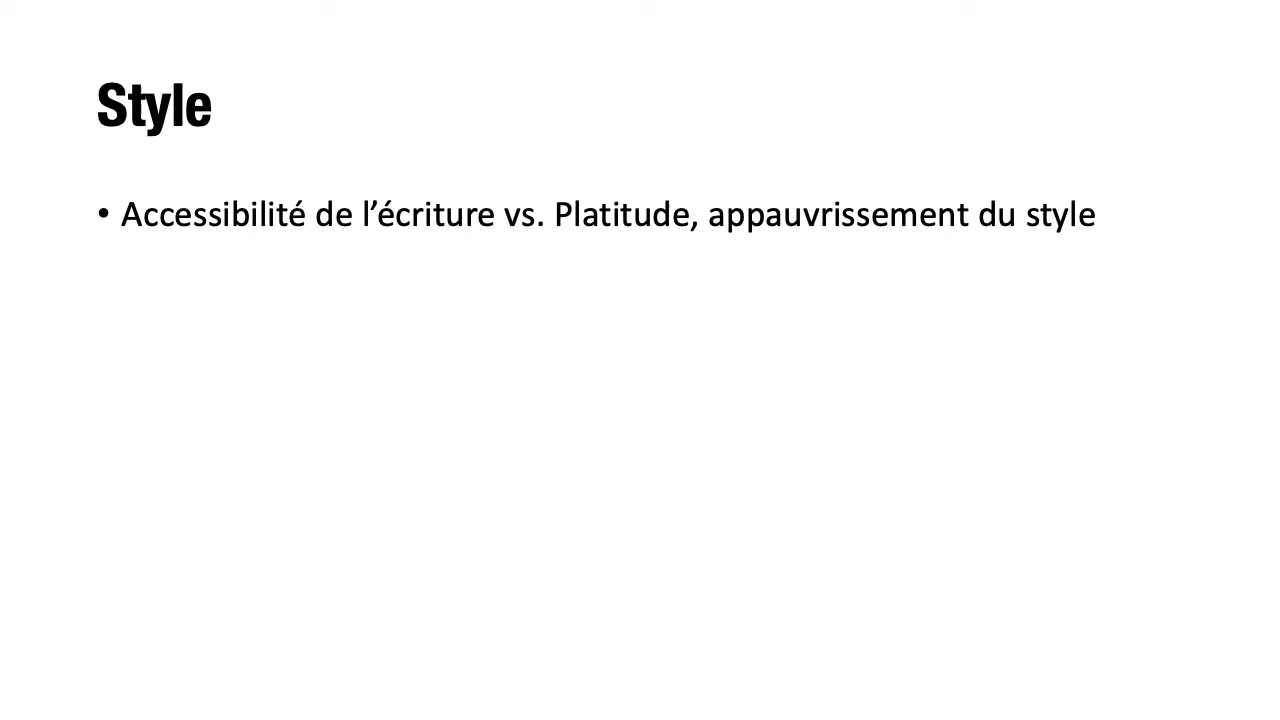 Style
• Accessibilité de l’écriture vs. Platitude, appauvrissement du style